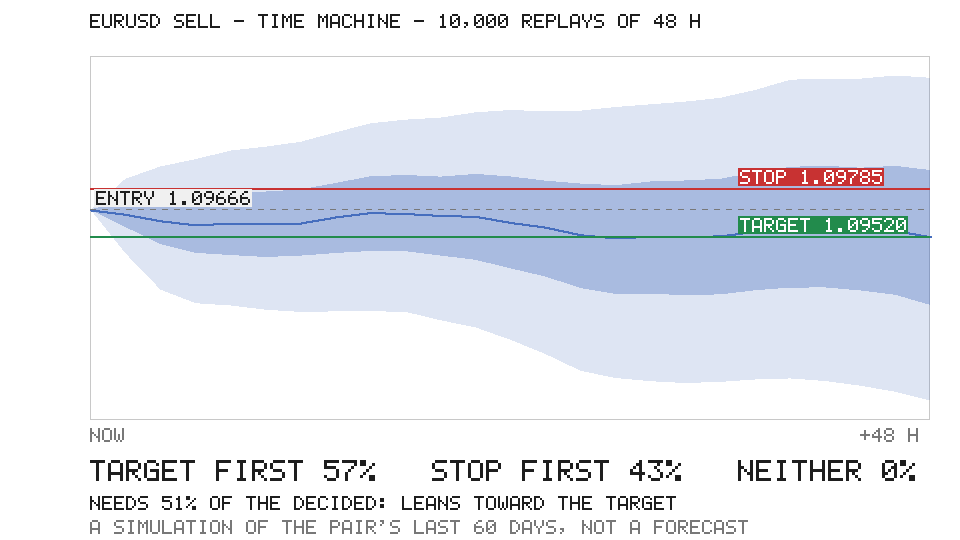 EURUSD SELL - TIME MACHINE - 10,000 REPLAYS OF 48 H
STOP 1.09785
ENTRY 1.09666
TARGET 1.09520
NOW +48 H
TARGET FIRST 57% STOP FIRST 43% NEITHER 0%
NEEDS 51% OF THE DECIDED: LEANS TOWARD THE TARGET
A SIMULATION OF THE PAIR'S LAST 60 DAYS, NOT A FORECAST